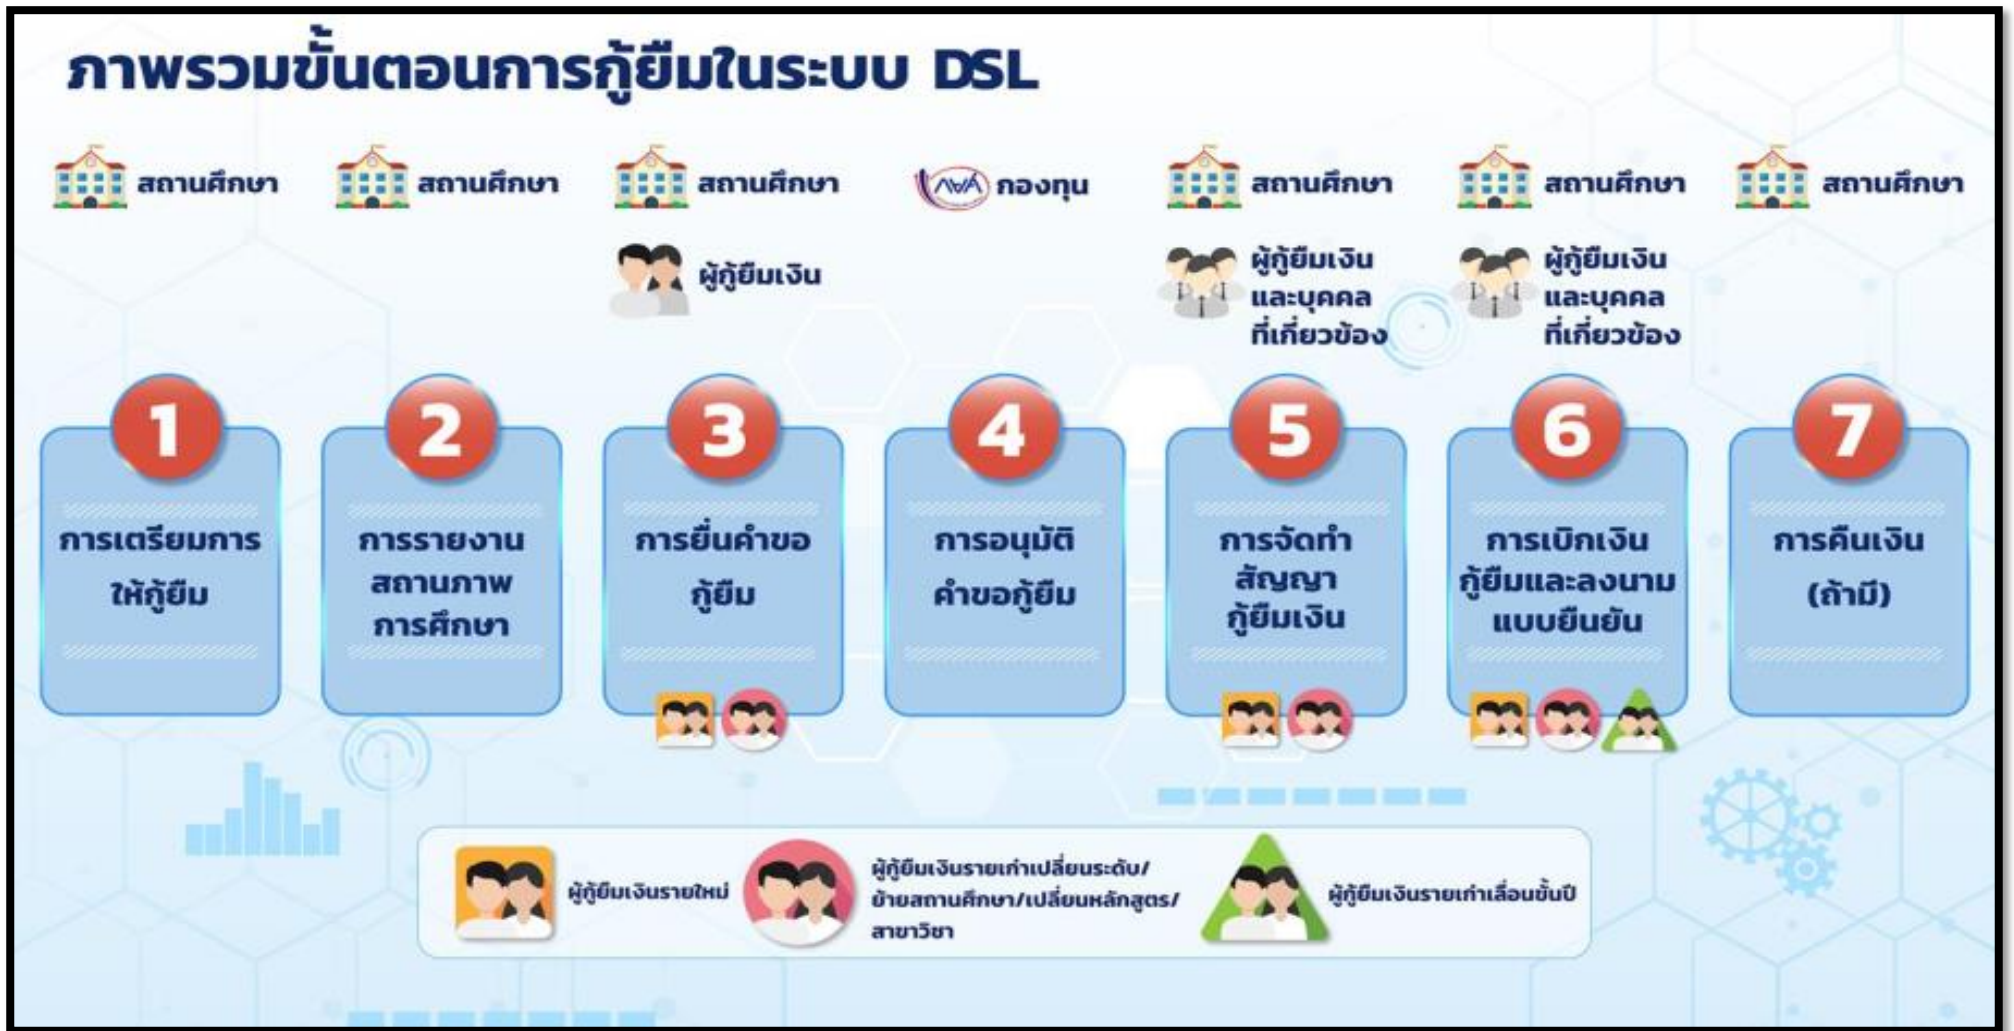 ภาพรวมขั้นตอนการกู้ยืมในระบบ DSL
สถานศึกษา
สถานศึกษา
สถานศึกษา
กยศ กองทุน
สถานศึกษา
สถานศึกษา
สถานศึกษา
ผู้กู้ยืมเงิน
ผู้กู้ยืมเงิน
และบุคคล
ที่เกี่ยวข้อง
ผู้กู้ยืมเงิน
และบุคคล
ที่เกี่ยวข้อง
1
การเตรียมการ
ให้กู้ยืม
2
การรายงาน
สถานภาพ
การศึกษา
3
การยื่นคำขอ
กู้ยืม
4
การอนุมัติ
คำขอกู้ยืม
5
การจัดทำ
สัญญา
กู้ยืมเงิน
6
การเบิกเงิน
กู้ยืมและลงนาม
แบบยืนยัน
7
การคืนเงิน
(ถ้ามี)
ผู้กู้ยืมเงินรายใหม่
ผู้กู้ยืมเงินรายเก่าเปลี่ยนระดับ/
ย้ายสถานศึกษา/เปลี่ยนหลักสูตร/
สาขาวิชา
ผู้กู้ยืมเงินรายเก่าเลื่อนชั้นปี